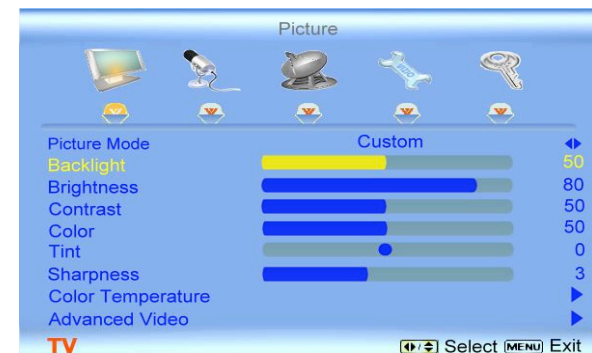 Picture
Picture Mode Custom
Backlight 50
Brightness 80
Contrast 50
Color 50
Tint 0
Sharpness 3
Color Temperature
Advanced Video
TV Select MENU Exit